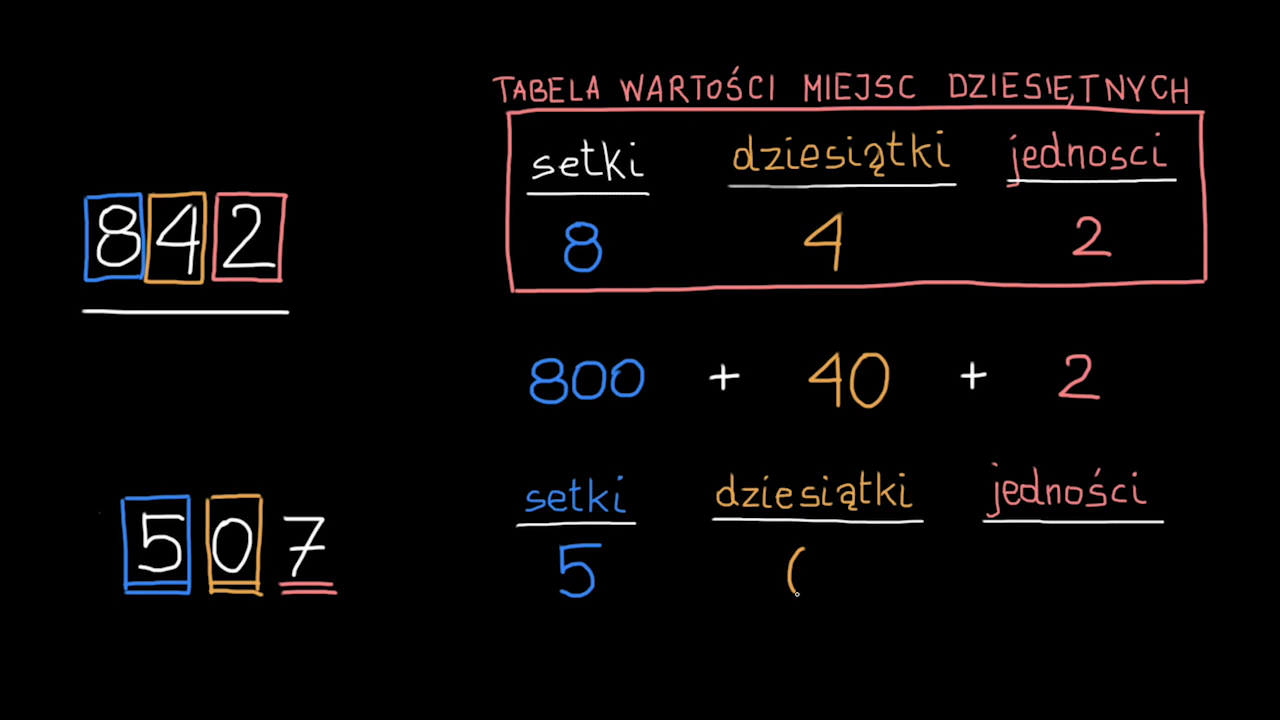 TABELA WARTOŚCI MIEJSC DZIESIĘTNYCH
setki dziesiątki jednosci
842
8 4 2
800 + 40 + 2
setki dziesiątki jedności
507
5